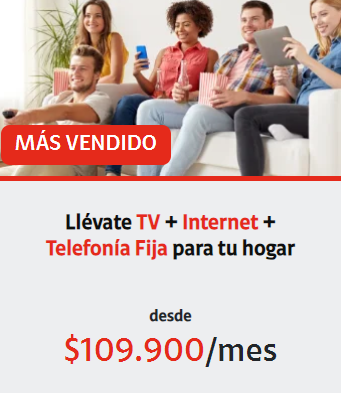 MÁS VENDIDO
Llévate TV + Internet +
Telefonía Fija para tu hogar
desde
$109.900/mes